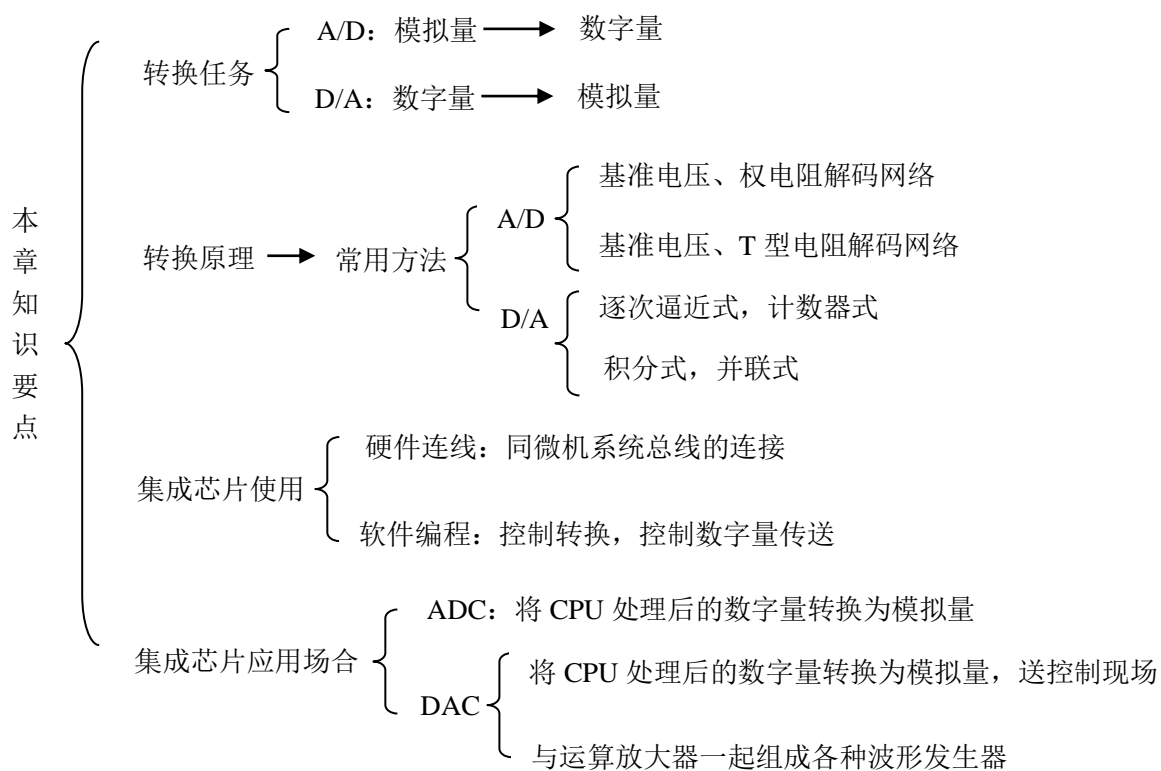 本章知识要点
转换任务
A/D：模拟量 数字量
D/A：数字量 模拟量
转换原理 常用方法
A/D
基准电压、权电阻解码网络
基准电压、T 型电阻解码网络
D/A
逐次逼近式，计数器式
积分式，并联式
集成芯片使用
硬件连线：同微机系统总线的连接
软件编程：控制转换，控制数字量传送
集成芯片应用场合
ADC：将 CPU 处理后的数字量转换为模拟量
DAC
将 CPU 处理后的数字量转换为模拟量，送控制现场
与运算放大器一起组成各种波形发生器